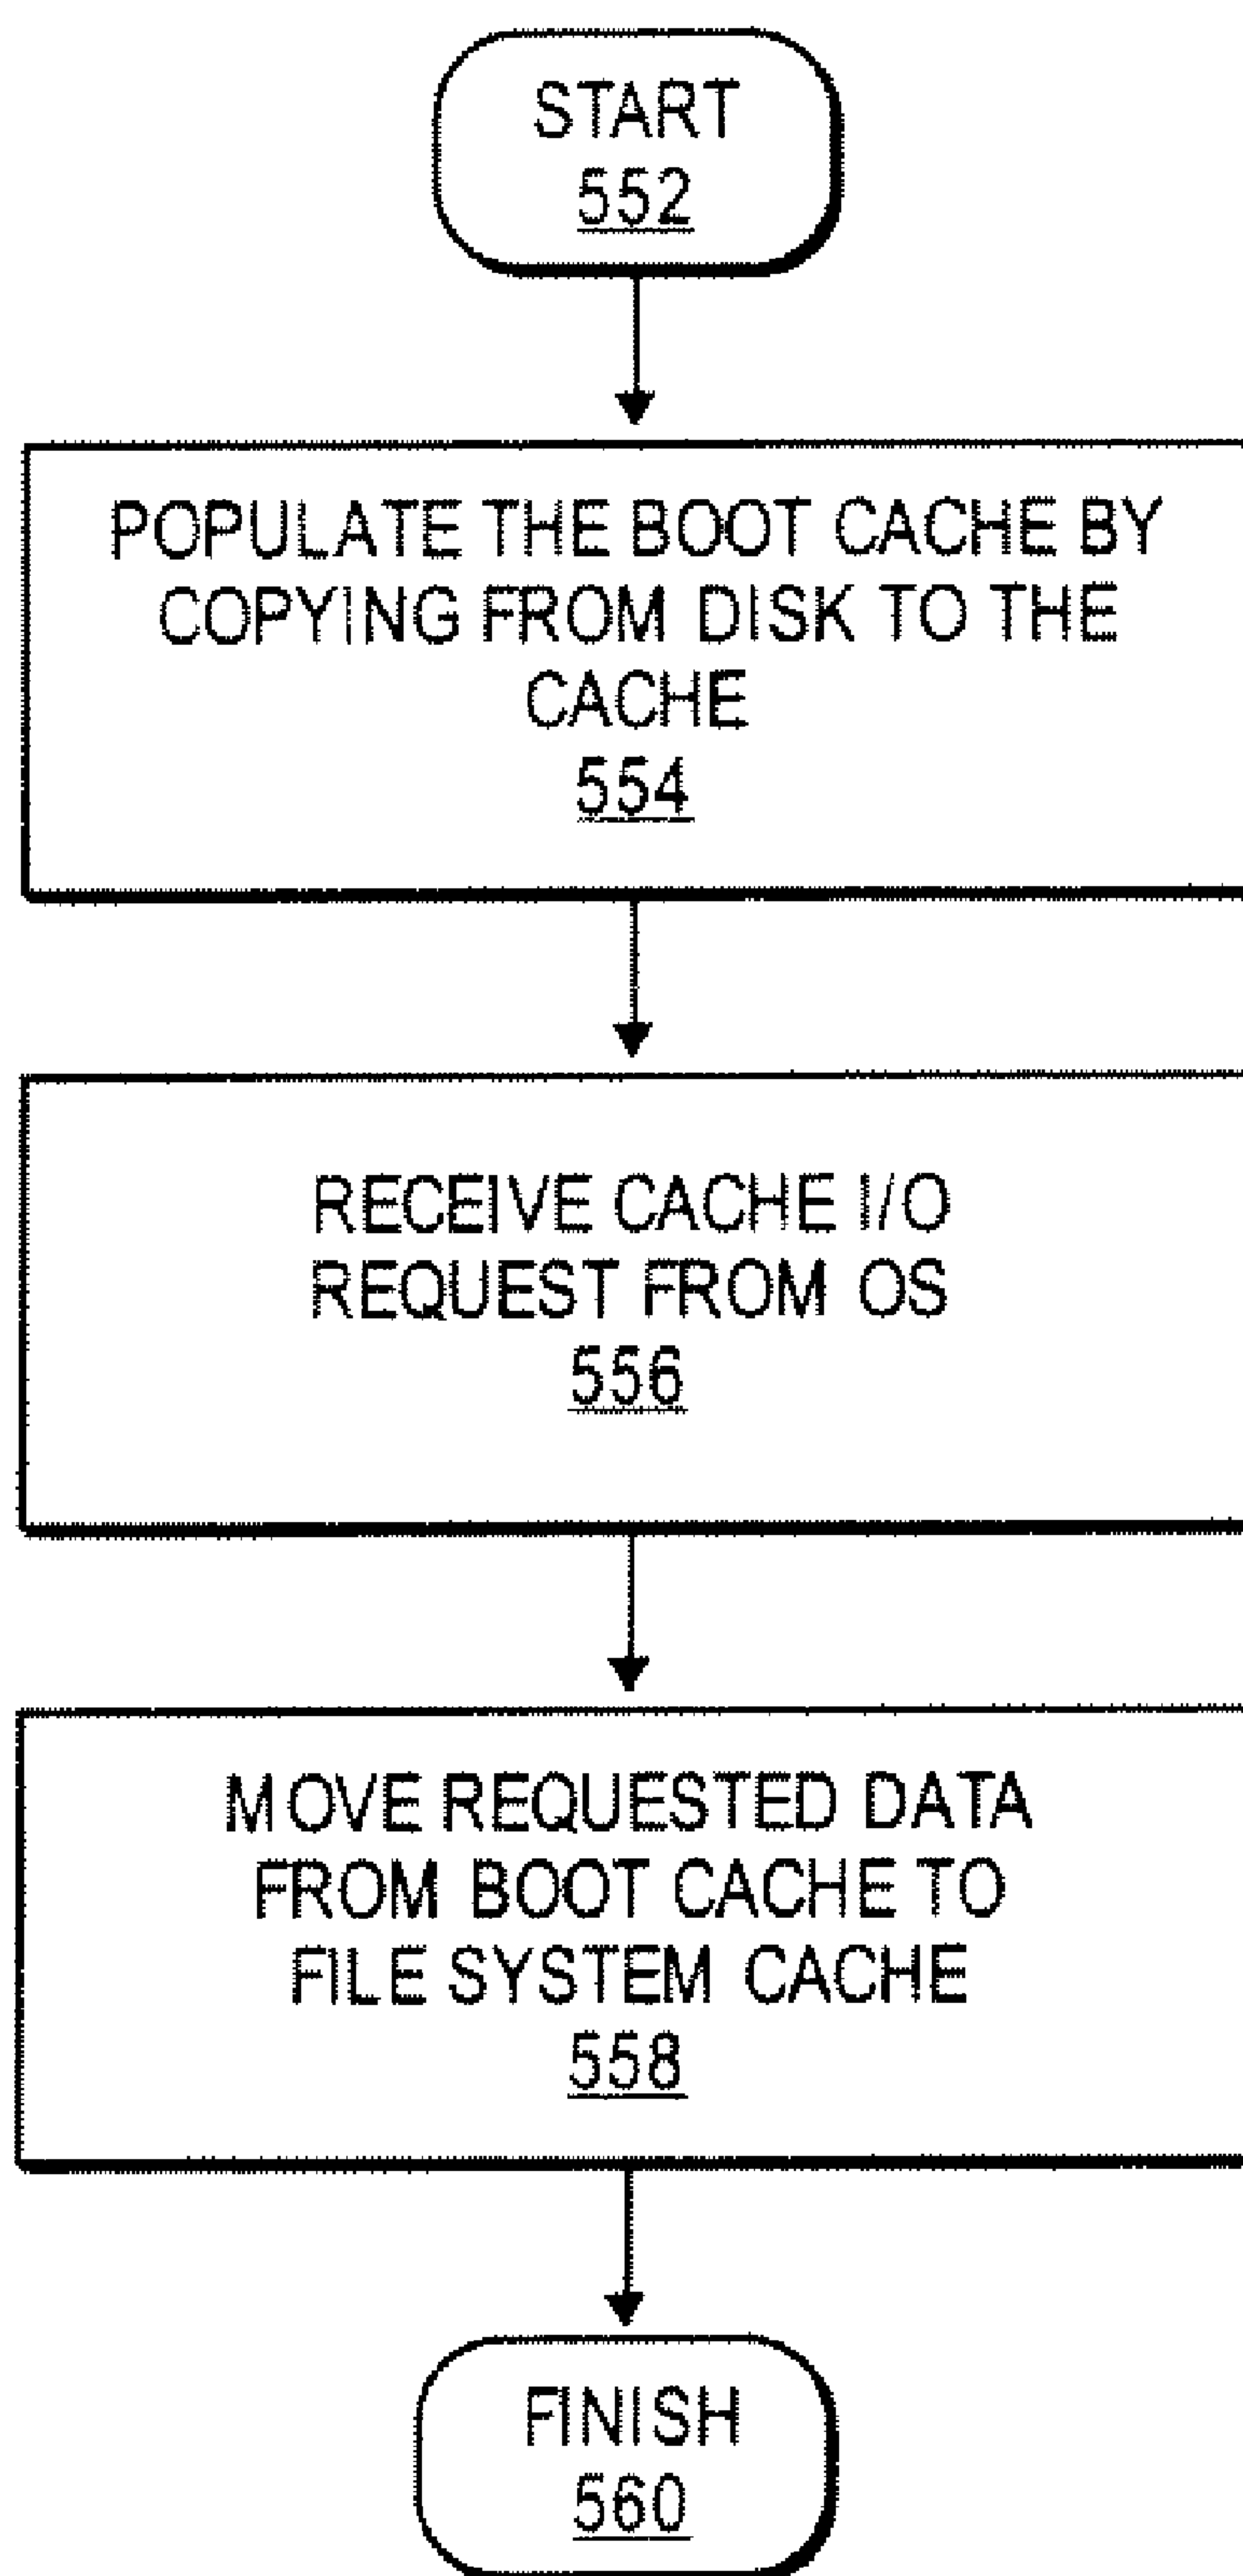 START
552
POPULATE THE BOOT CACHE BY
COPYING FROM DISK TO THE
CACHE
554
RECEIVE CACHE I/O
REQUEST FROM OS
556
MOVE REQUESTED DATA
FROM BOOT CACHE TO
FILE SYSTEM CACHE
558
FINISH
560